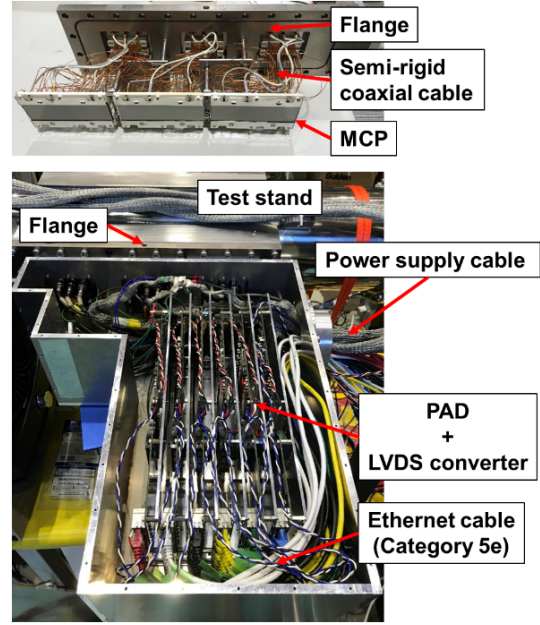 Flange
Semi-rigid
coaxial cable
MCP
Test stand
Flange
Power supply cable
PAD
+
LVDS converter
Ethernet cable
(Category 5e)